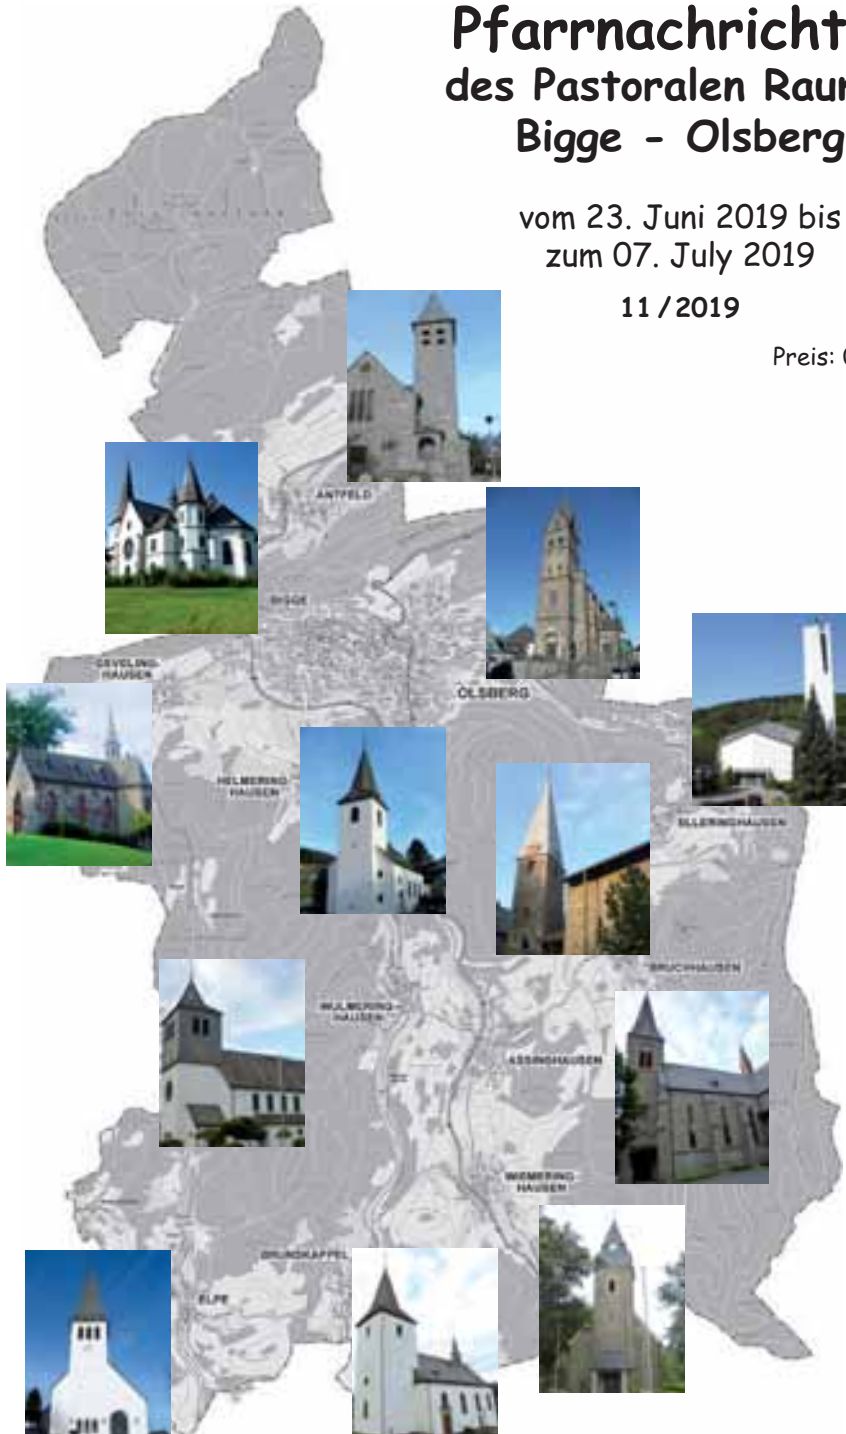 Pfarrnachricht
des Pastoralen Raum
Bigge - Olsberg
vom 23. Juni 2019 bis
zum 07. July 2019
11/2019
Preis:
ANTFELD
BIGGE
GEVELING-
HAUSEN
OLSBERG
HELMERING-
HAUSEN
ELLERINGHAUSEN
BRUCHHAUSEN
WULMERING-
HAUSEN
ASSINGHAUSEN
WIEMERING-
HAUSEN
BRUNSKAPPEL
ELPE